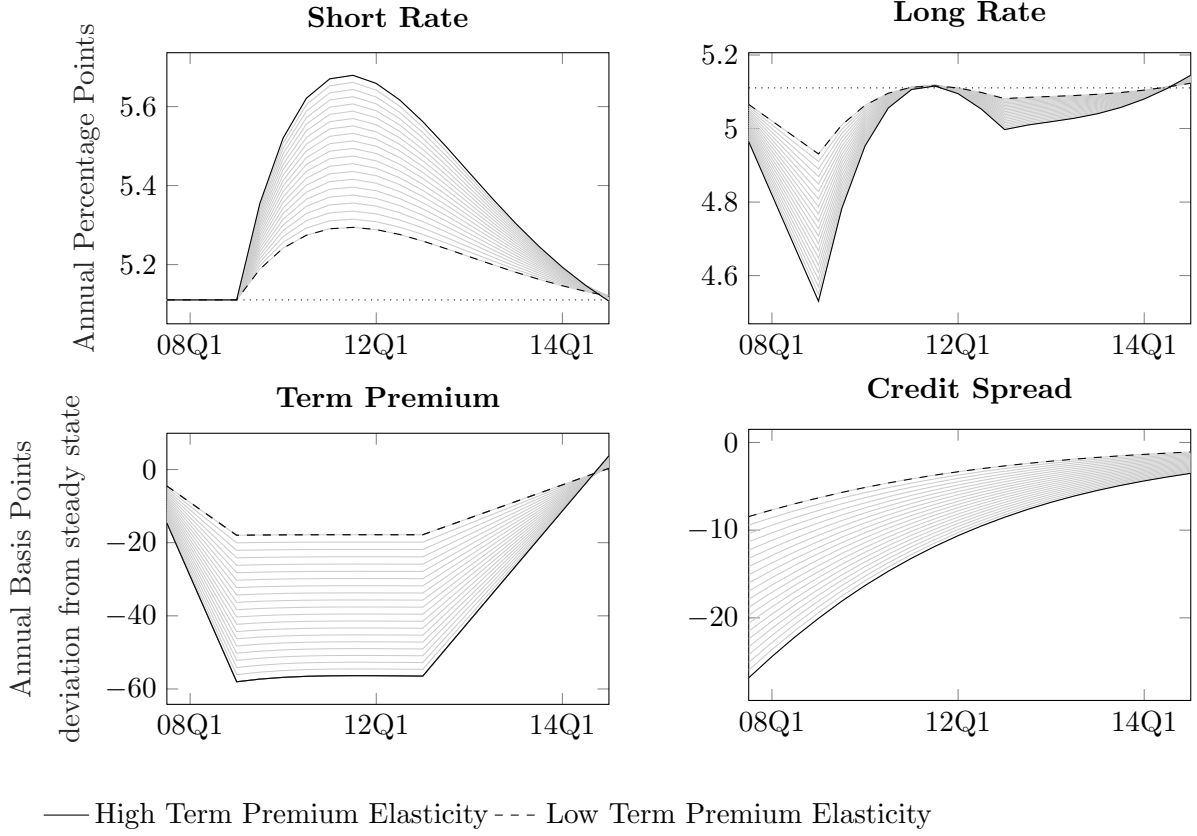 Short Rate
Annual Percentage Points
5.6
5.4
5.2
08Q1 12Q1 14Q1
Long Rate
5.2
5
4.8
4.6
08Q1 12Q1 14Q1
Term Premium
Annual Basis Points
deviation from steady state
0
−20
−40
−60
08Q1 12Q1 14Q1
Credit Spread
0
−10
−20
08Q1 12Q1 14Q1
High Term Premium Elasticity Low Term Premium Elasticity